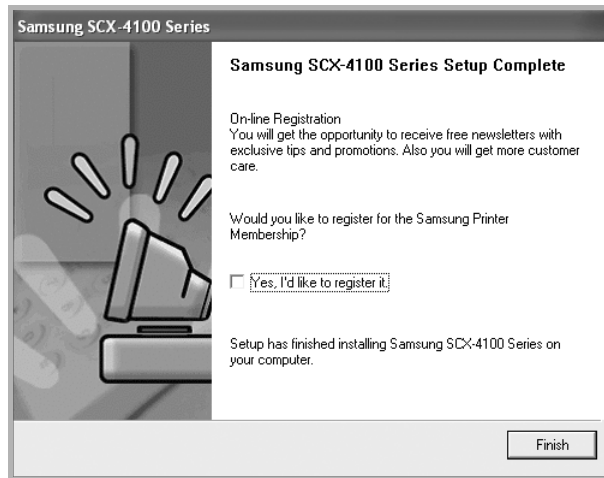 Samsung SCX-4100 Series
Samsung SCX-4100 Series Setup Complete
On-line Registration
You will get the opportunity to receive free newsletters with
exclusive tips and promotions. Also you will get more customer
care.
Would you like to register for the Samsung Printer
Membership?
Yes, I'd like to register it.
Setup has finished installing Samsung SCX-4100 Series on
your computer.
Finish